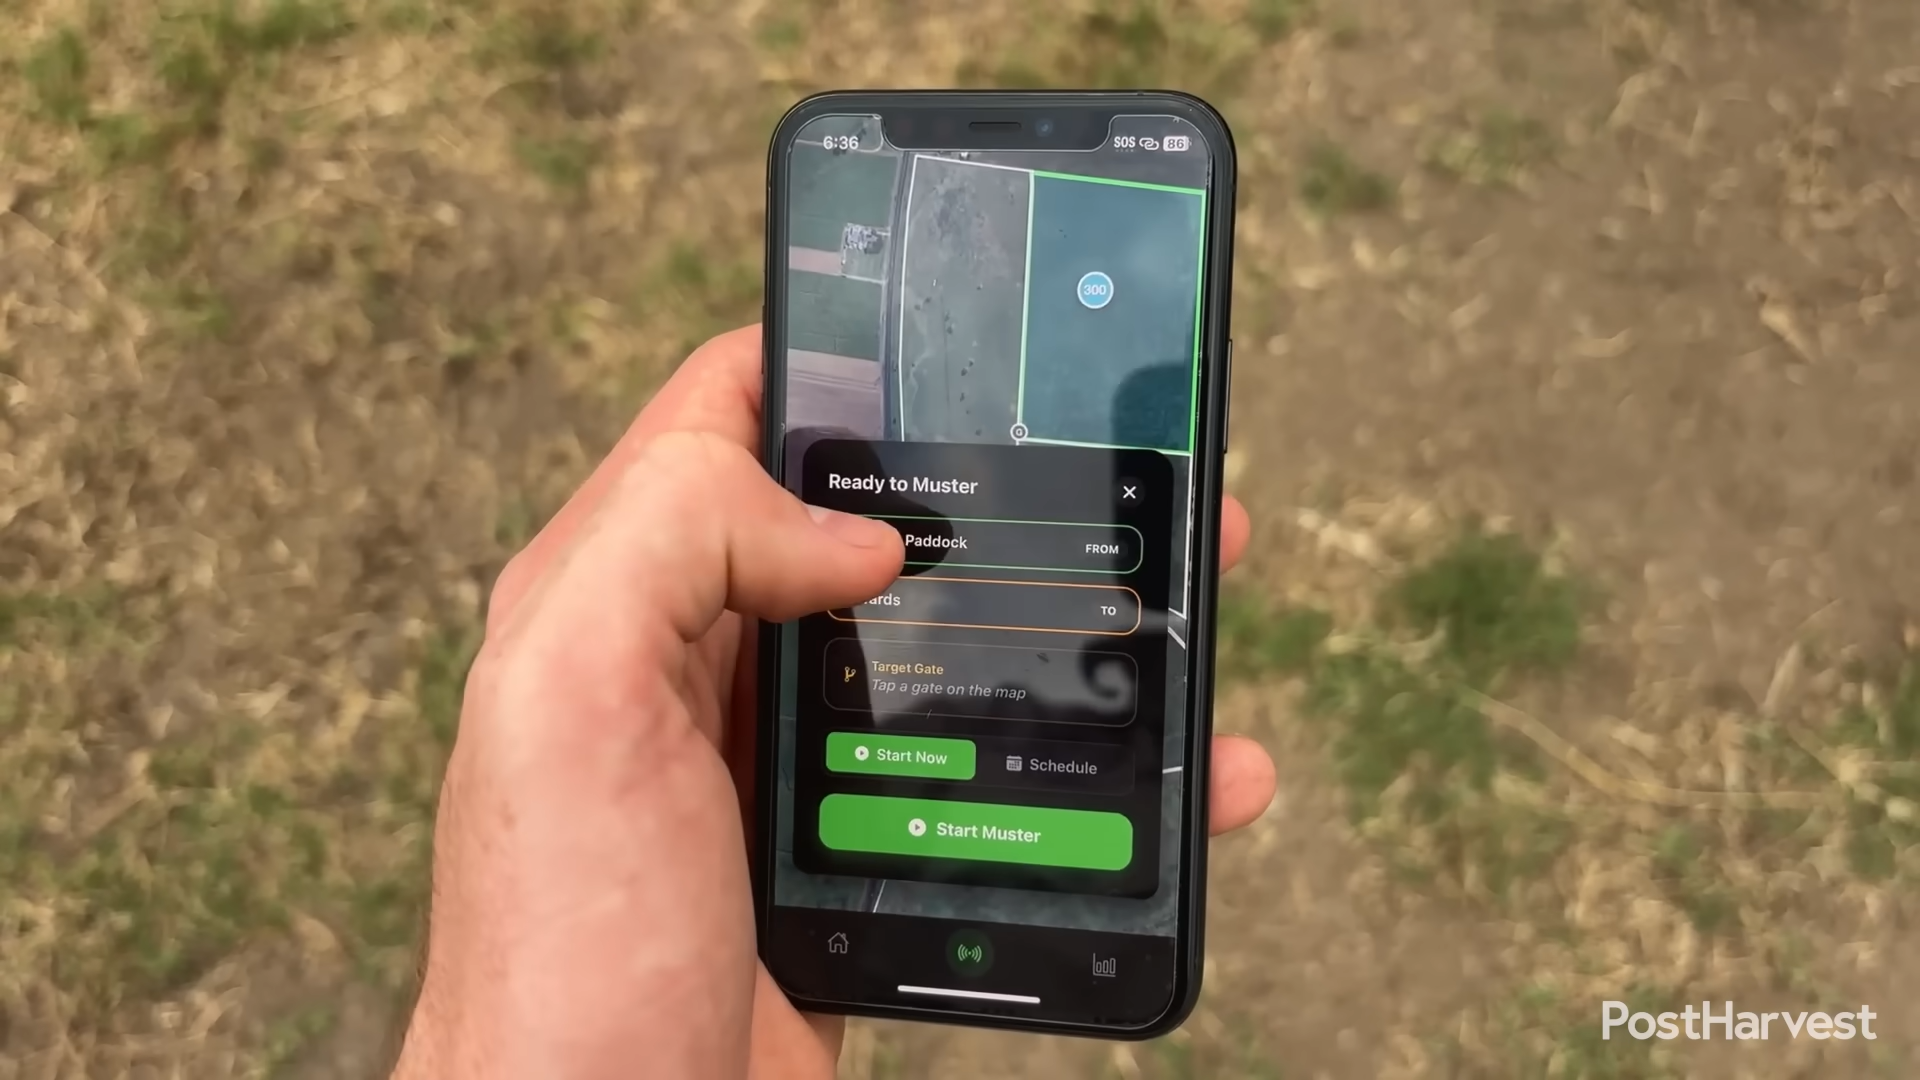 6:36 SOS 86
300
G
Ready to Muster
Paddock FROM
ards TO
Target Gate
Tap a gate on the map
Start Now Schedule
Start Muster
PostHarvest